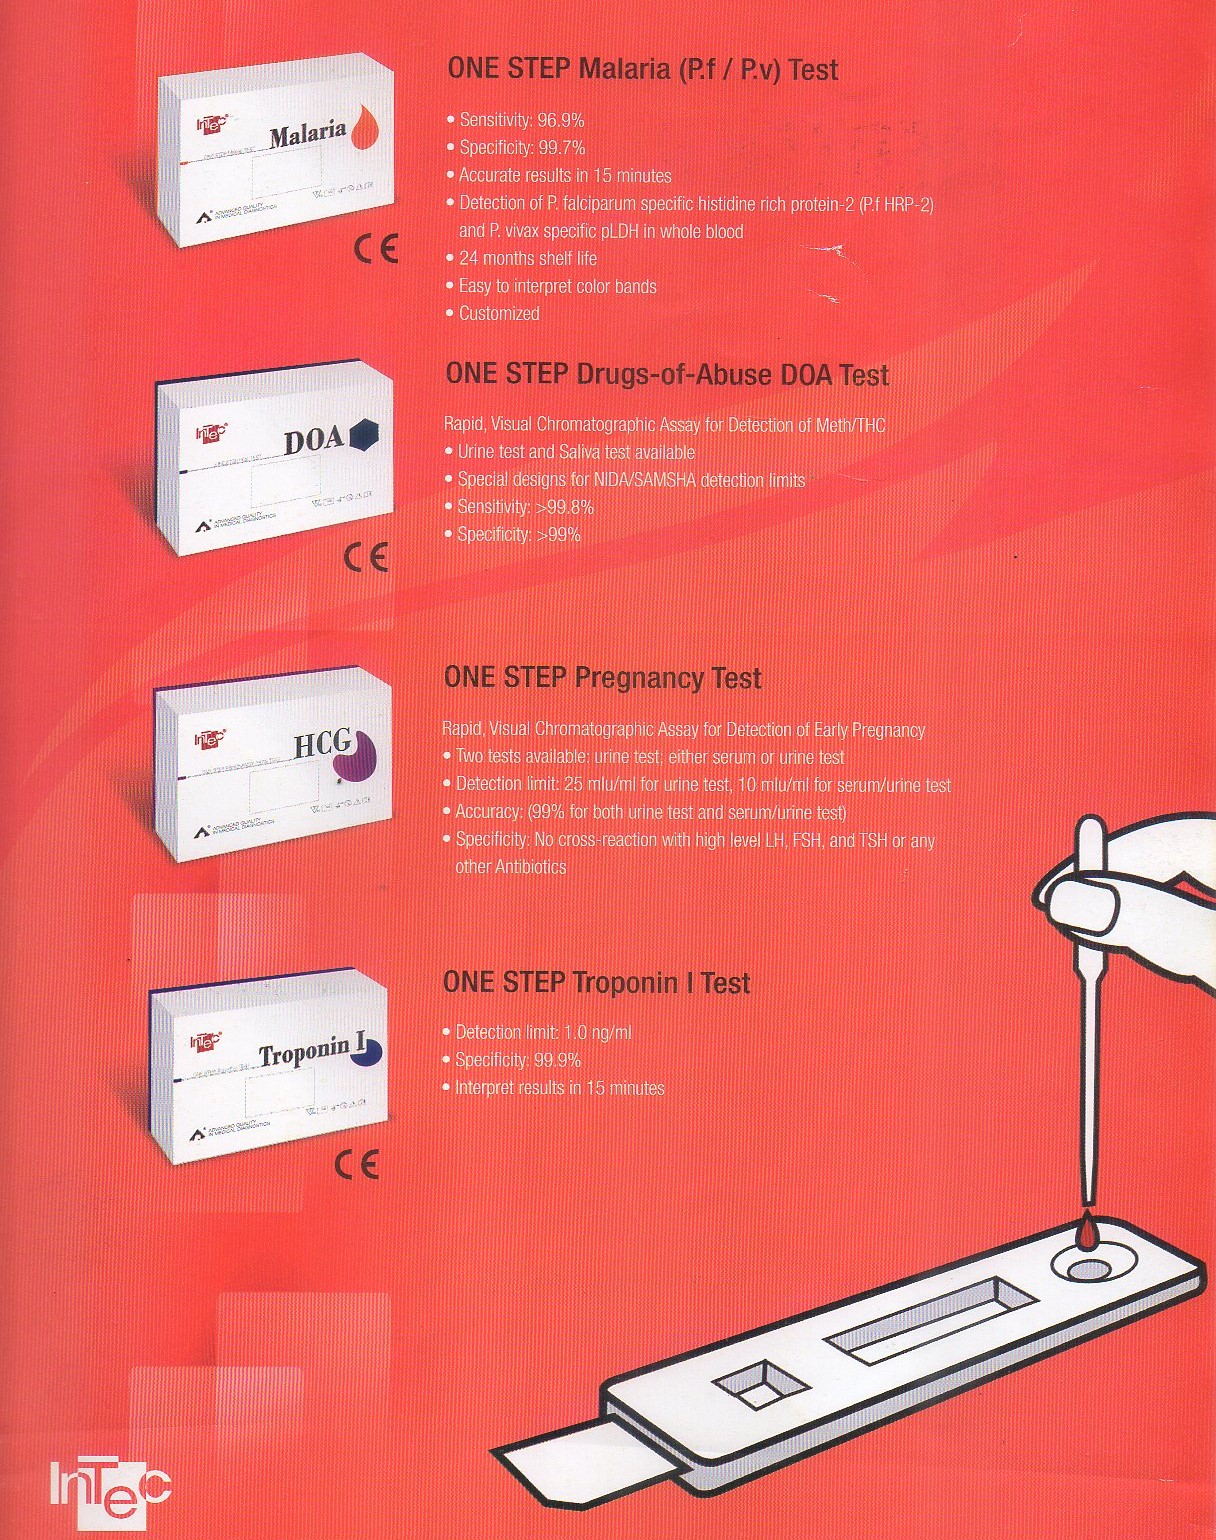 ONE STEP Malaria (P.f / P.v) Test
InTec®
Malaria
ADVANCED QUALITY
IN MEDICAL DIAGNOSTICS
CE
• Sensitivity: 96.9%
• Specificity: 99.7%
• Accurate results in 15 minutes
• Detection of P. falciparum specific histidine rich protein-2 (P.f HRP-2)
and P. vivax specific pLDH in whole blood
• 24 months shelf life
• Easy to interpret color bands
• Customized
ONE STEP Drugs-of-Abuse DOA Test
InTec®
DOA
ADVANCED QUALITY
IN MEDICAL DIAGNOSTICS
CE
Rapid, Visual Chromatographic Assay for Detection of Meth/THC
• Urine test and Saliva test available
• Special designs for NIDA/SAMSHA detection limits
• Sensitivity: >99.8%
• Specificity: >99%
ONE STEP Pregnancy Test
InTec®
HCG
ADVANCED QUALITY
IN MEDICAL DIAGNOSTICS
Rapid, Visual Chromatographic Assay for Detection of Early Pregnancy
• Two tests available: urine test; either serum or urine test
• Detection limit: 25 mlu/ml for urine test, 10 mlu/ml for serum/urine test
• Accuracy: (99% for both urine test and serum/urine test)
• Specificity: No cross-reaction with high level LH, FSH, and TSH or any
other Antibiotics
ONE STEP Troponin I Test
InTec®
Troponin I
ADVANCED QUALITY
IN MEDICAL DIAGNOSTICS
CE
• Detection limit: 1.0 ng/ml
• Specificity: 99.9%
• Interpret results in 15 minutes
InTec